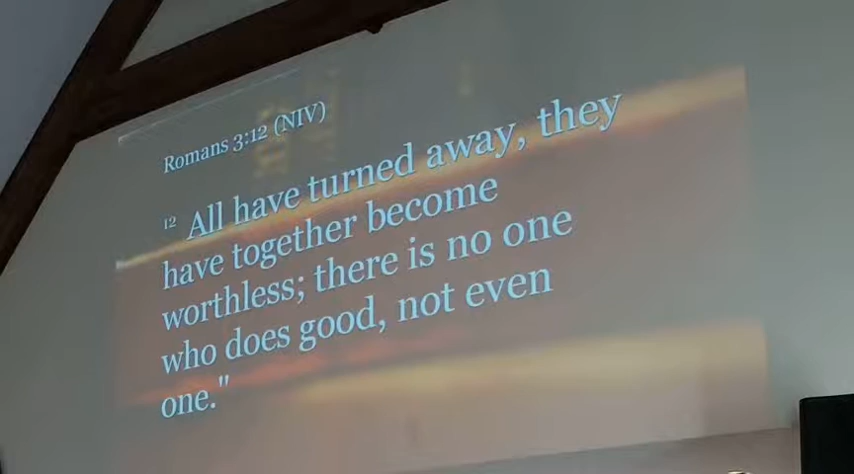 Romans 3:12 (NIV)
12 All have turned away, they
have together become
worthless; there is no one
who does good, not even
one."